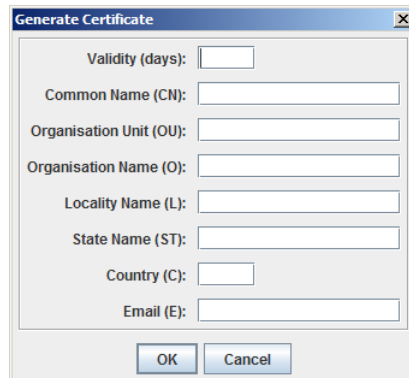 Generate Certificate
Validity (days):
Common Name (CN):
Organisation Unit (OU):
Organisation Name (O):
Locality Name (L):
State Name (ST):
Country (C):
Email (E):
OK Cancel